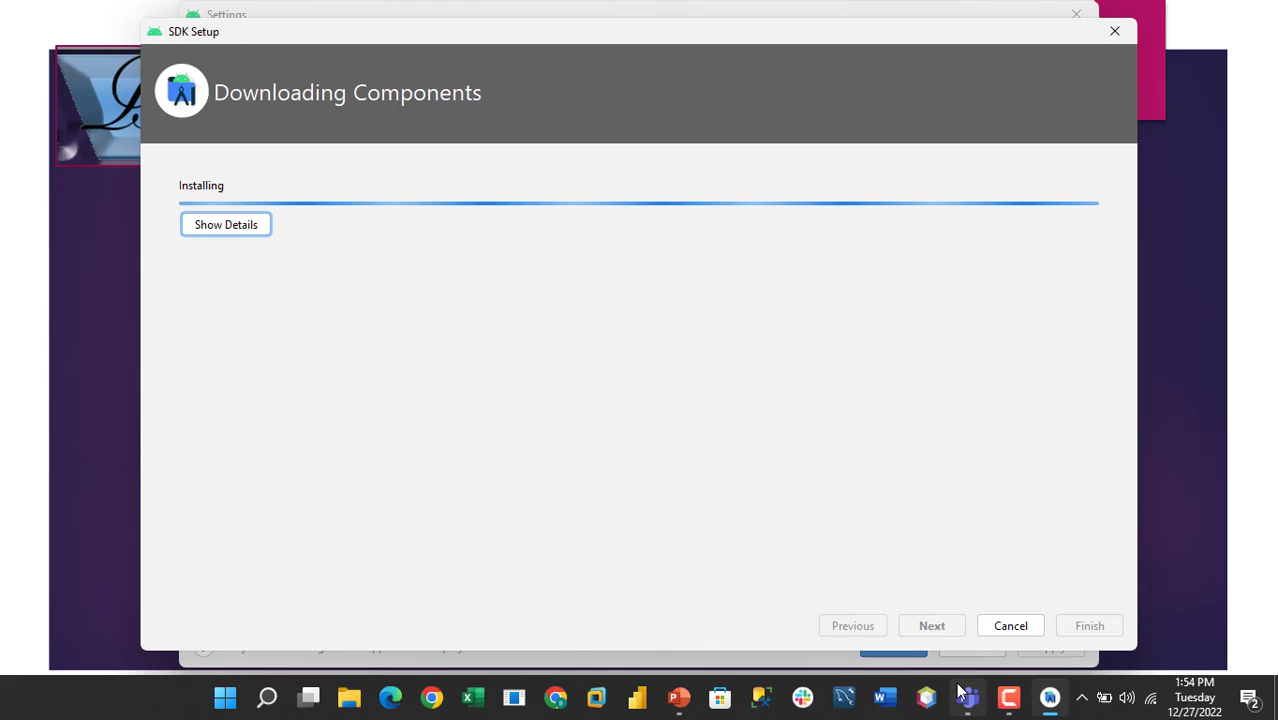 Settings
SDK Setup
Downloading Components
Installing
Show Details
Previous
Next
Cancel
Finish
1:54 PM
Tuesday
12/27/2022
2